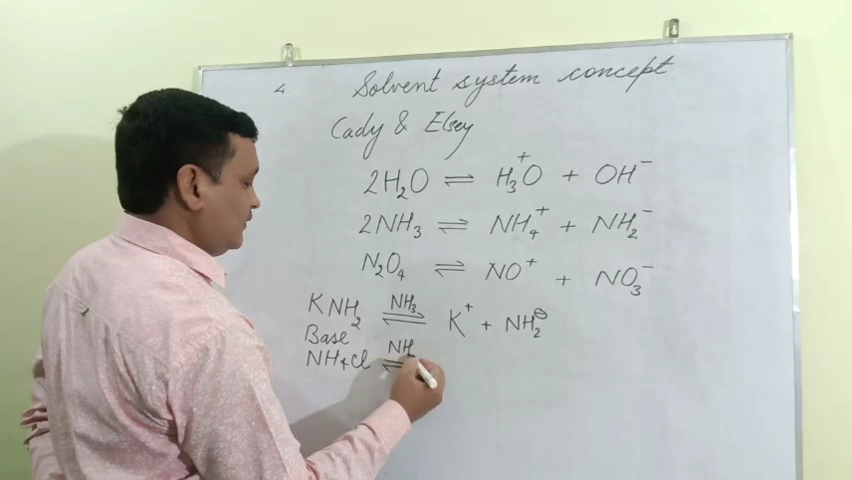 4. Solvent system concept
Cady & Elsey
2H₂O ⇌ H₃O⁺ + OH⁻
2NH₃ ⇌ NH₄⁺ + NH₂⁻
N₂O₄ ⇌ NO⁺ + NO₃⁻
KNH₂ ⇌ K⁺ + NH₂⊖
NH₃
Base
NH₄Cl ⇌
NH